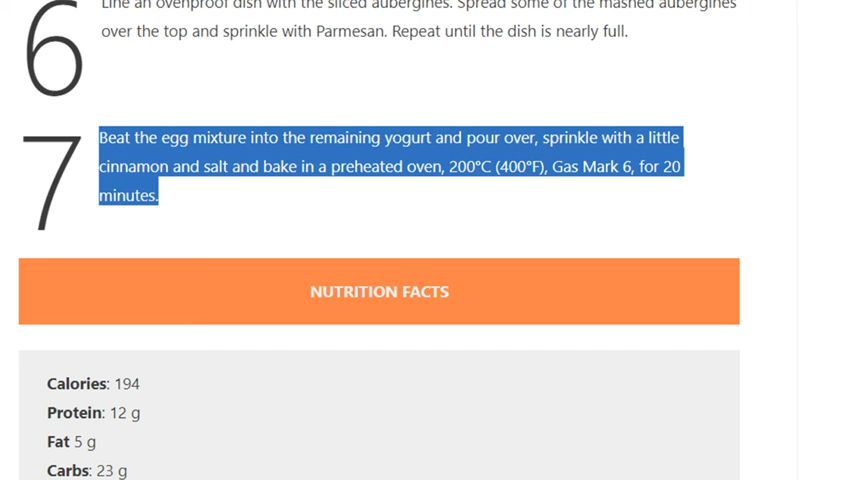 6
Line an ovenproof dish with the sliced aubergines. Spread some of the mashed aubergines
over the top and sprinkle with Parmesan. Repeat until the dish is nearly full.
7
Beat the egg mixture into the remaining yogurt and pour over, sprinkle with a little
cinnamon and salt and bake in a preheated oven, 200°C (400°F), Gas Mark 6, for 20
minutes.
NUTRITION FACTS
Calories: 194
Protein: 12 g
Fat 5 g
Carbs: 23 g